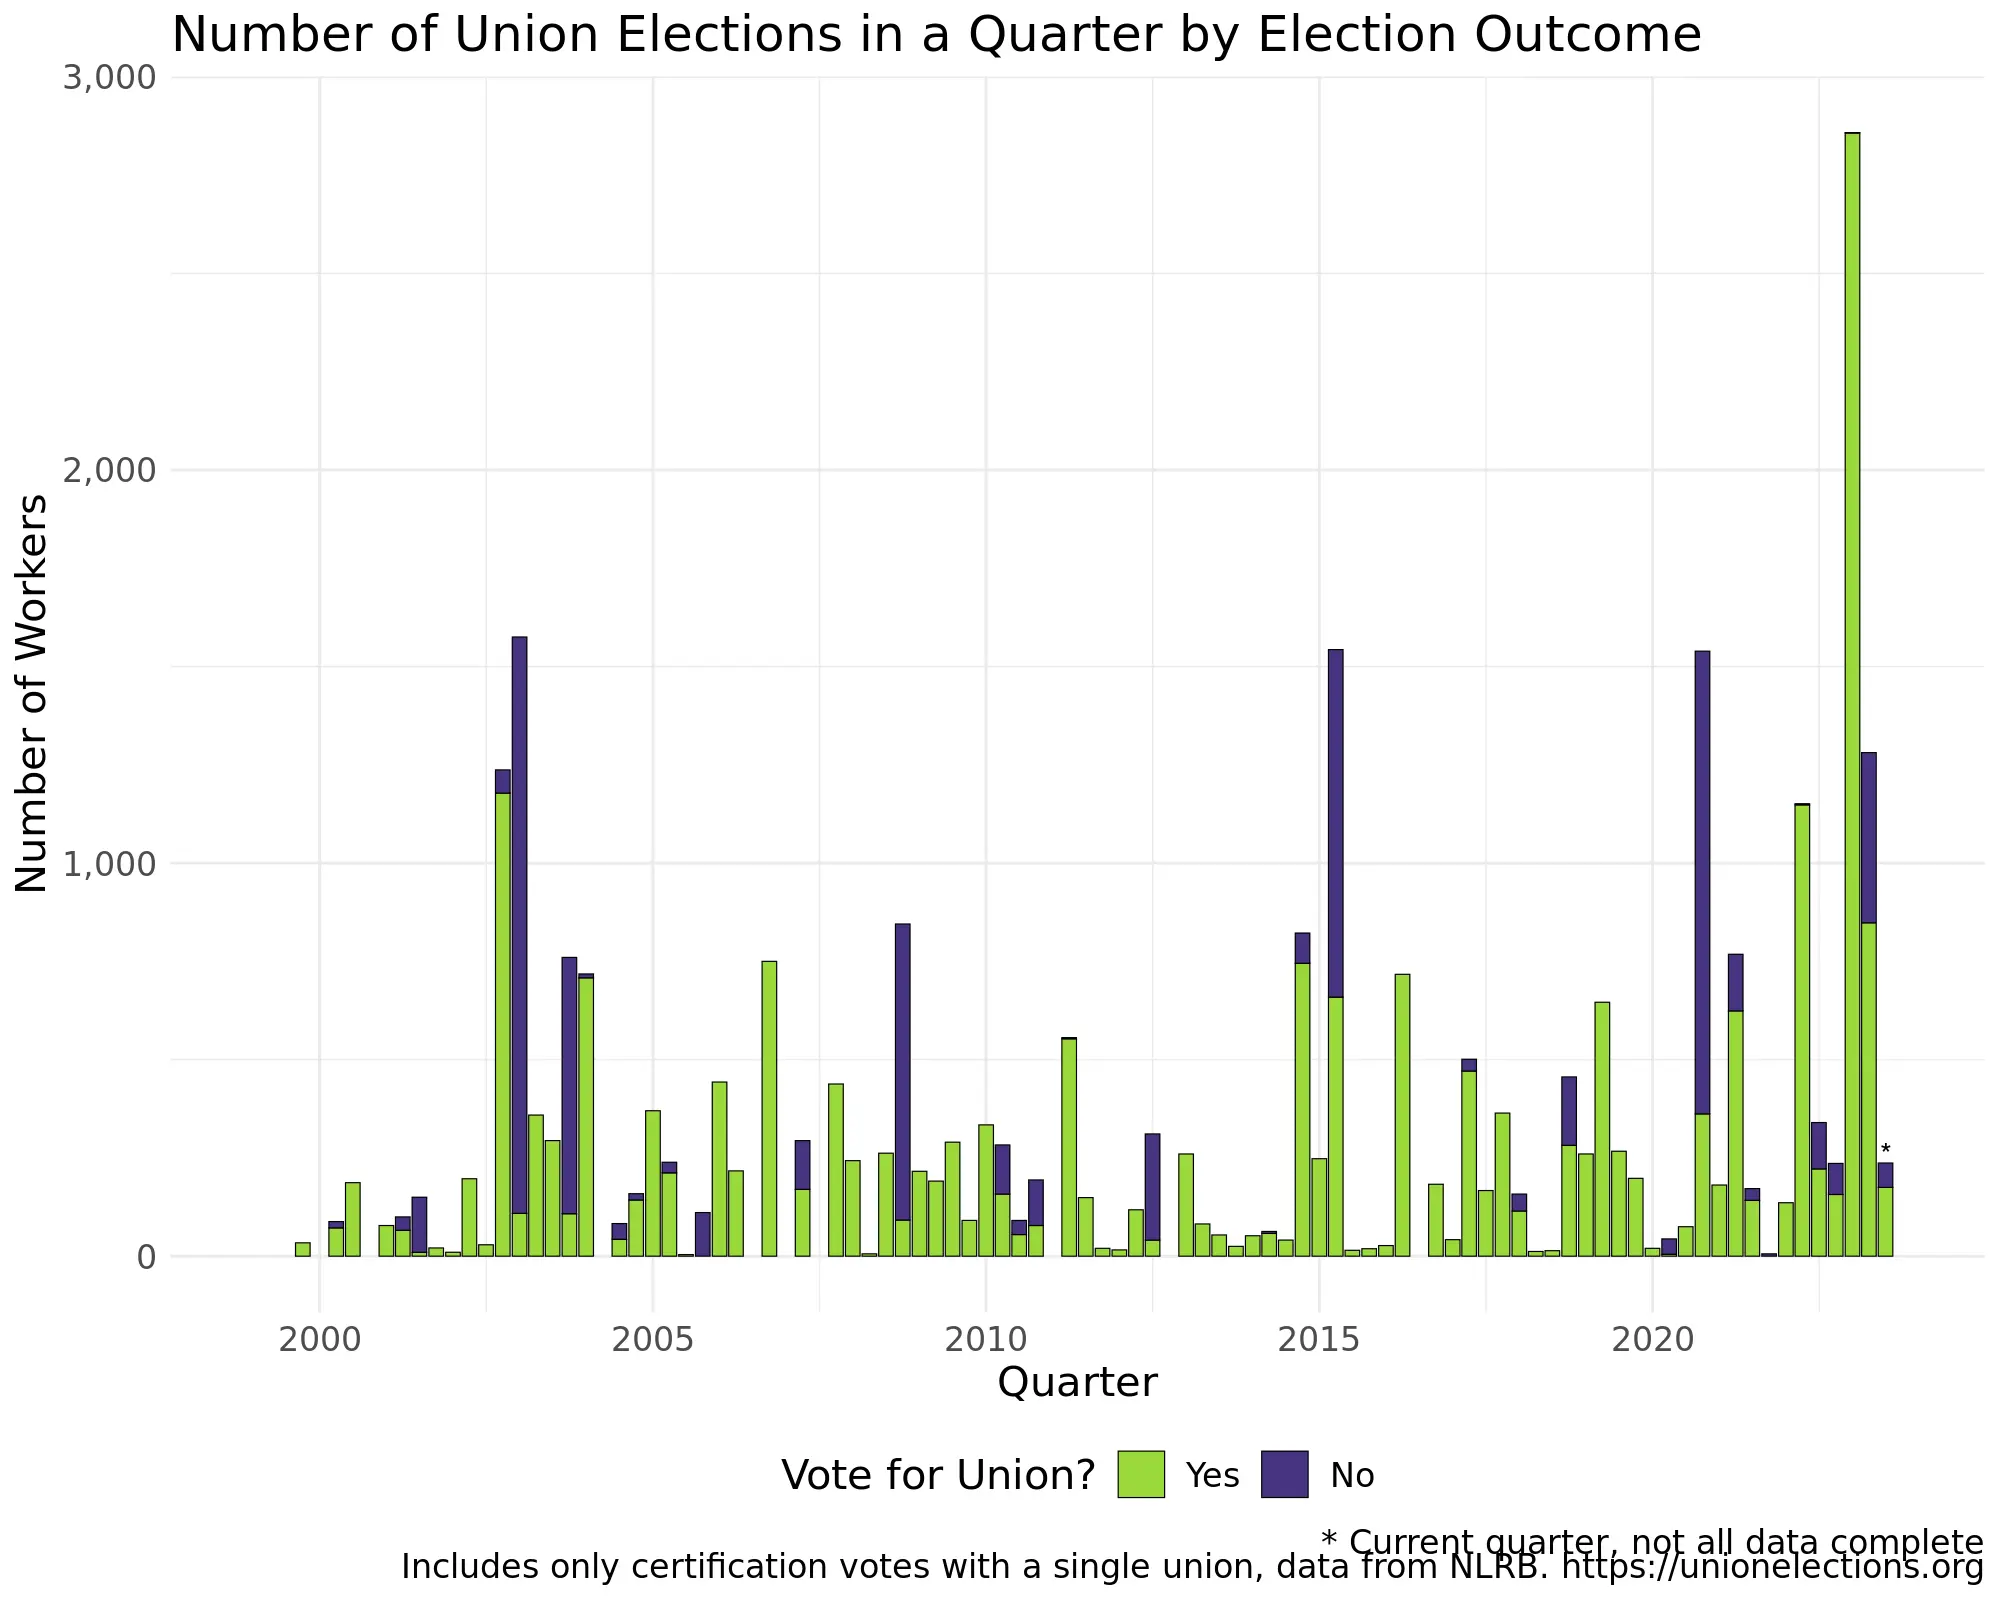 Number of Union Elections in a Quarter by Election Outcome
3,000
2,000
1,000
0
Number of Workers
2000 2005 2010 2015 2020
*
Quarter
Vote for Union? Yes No
* Current quarter, not all data complete
Includes only certification votes with a single union, data from NLRB. https://unionelections.org